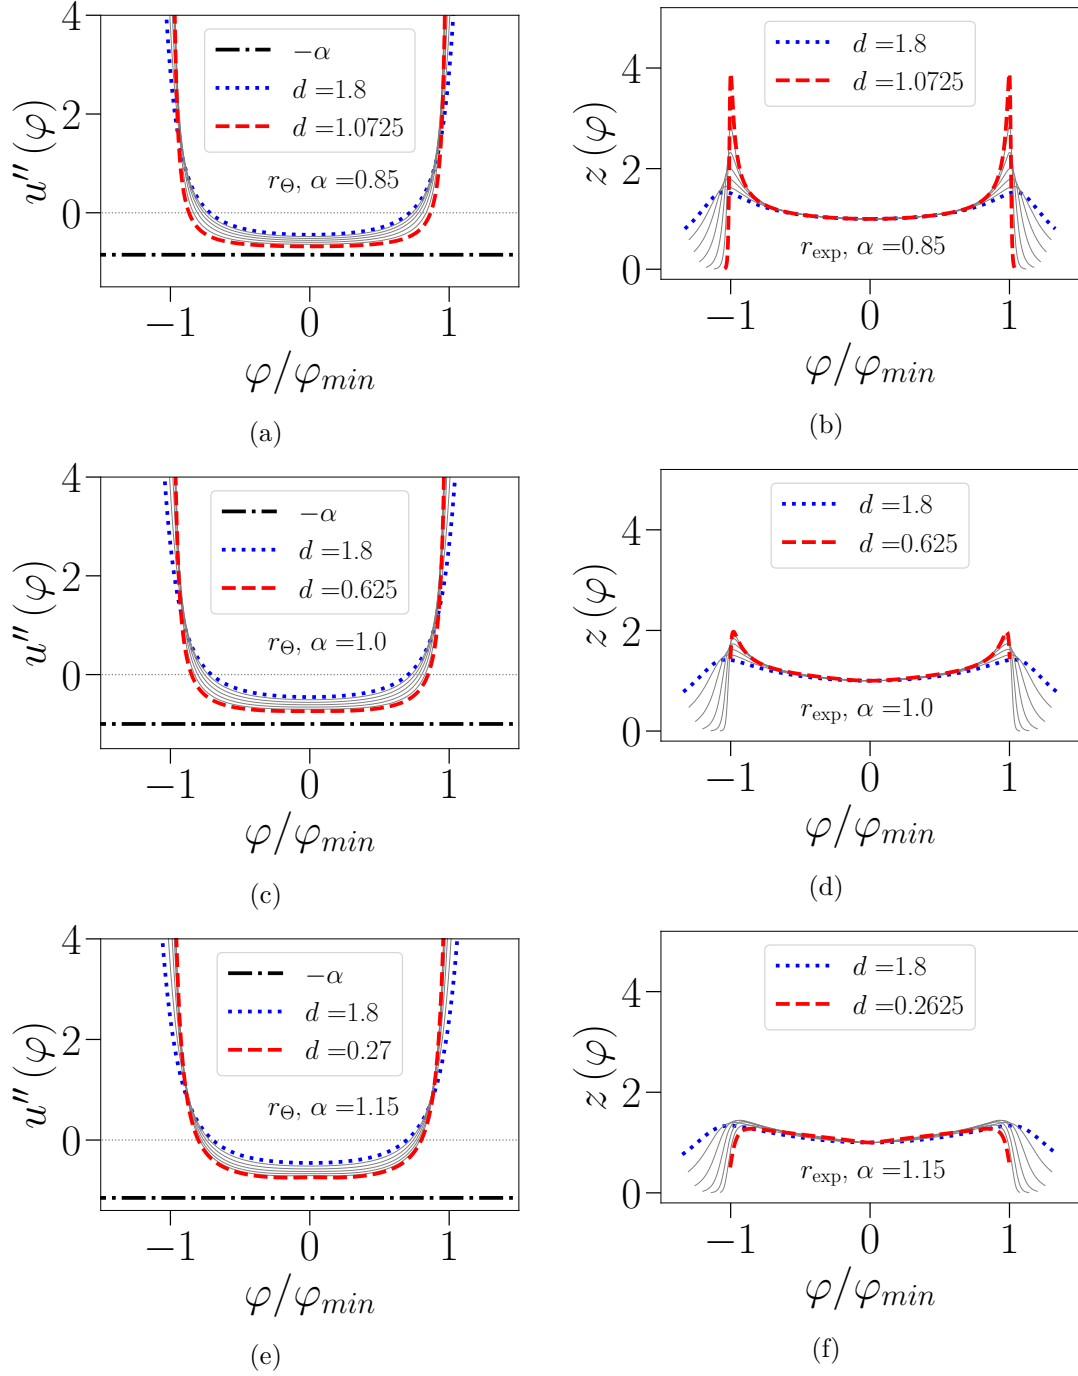 4
2
0
u″(φ)
−α
d =1.8
d =1.0725
r_Θ, α =0.85
−1
0
1
φ/φ_min
(a)
4
2
0
z(φ)
d =1.8
d =1.0725
r_exp, α =0.85
−1
0
1
φ/φ_min
(b)
4
2
0
u″(φ)
−α
d =1.8
d =0.625
r_Θ, α =1.0
−1
0
1
φ/φ_min
(c)
4
2
0
z(φ)
d =1.8
d =0.625
r_exp, α =1.0
−1
0
1
φ/φ_min
(d)
4
2
0
u″(φ)
−α
d =1.8
d =0.27
r_Θ, α =1.15
−1
0
1
φ/φ_min
(e)
4
2
0
z(φ)
d =1.8
d =0.2625
r_exp, α =1.15
−1
0
1
φ/φ_min
(f)